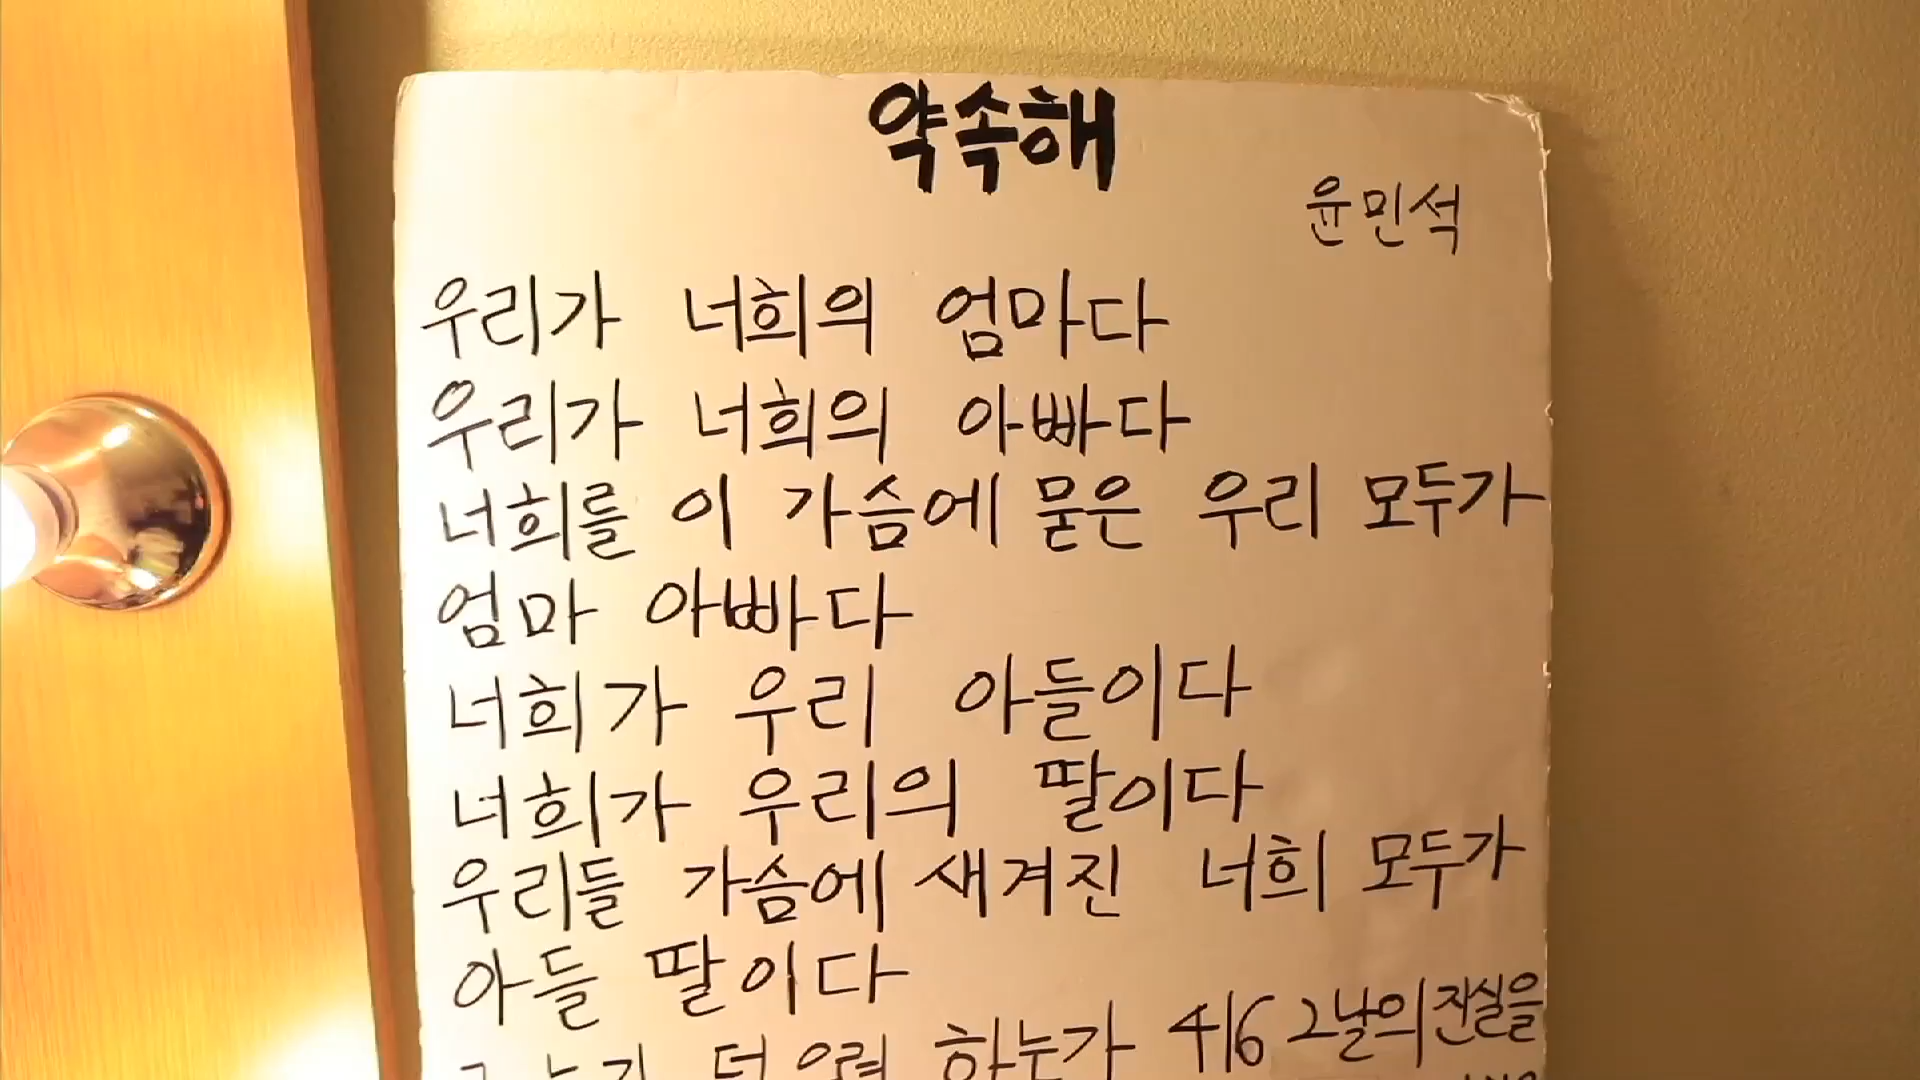 약속해
윤민석
우리가 너희의 엄마다
우리가 너희의 아빠다
너희를 이 가슴에 묻은 우리 모두가
엄마 아빠다
너희가 우리 아들이다
너희가 우리의 딸이다
우리들 가슴에 새겨진 너희 모두가
아들 딸이다
하는가 416 그날의 진실을